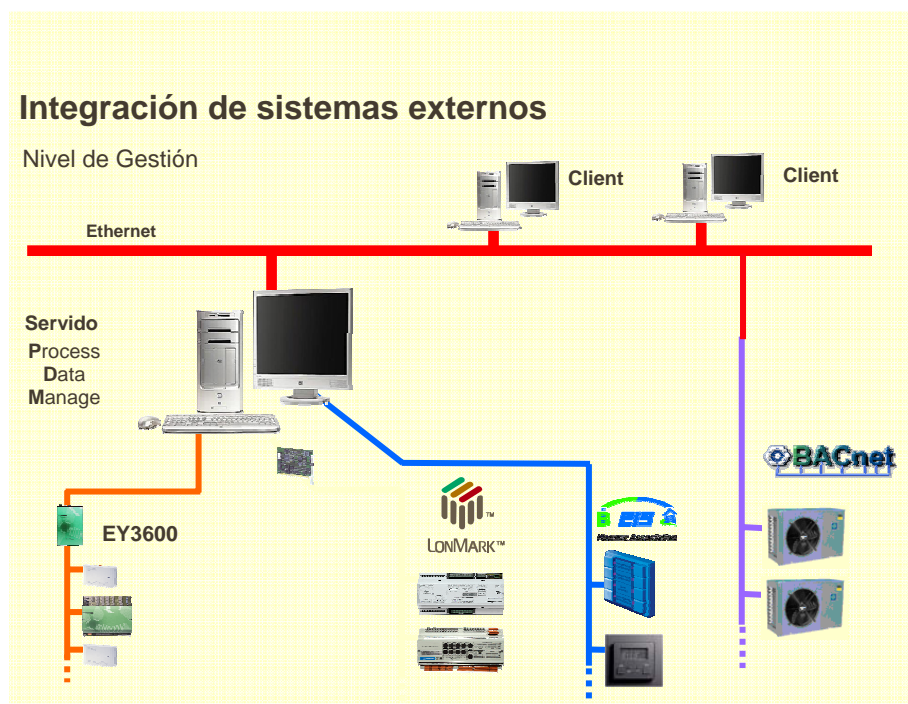 Integración de sistemas externos
Nivel de Gestión
Client
Client
Ethernet
Servido
Process
Data
Manage
BACnet
EY3600
LONMARK™